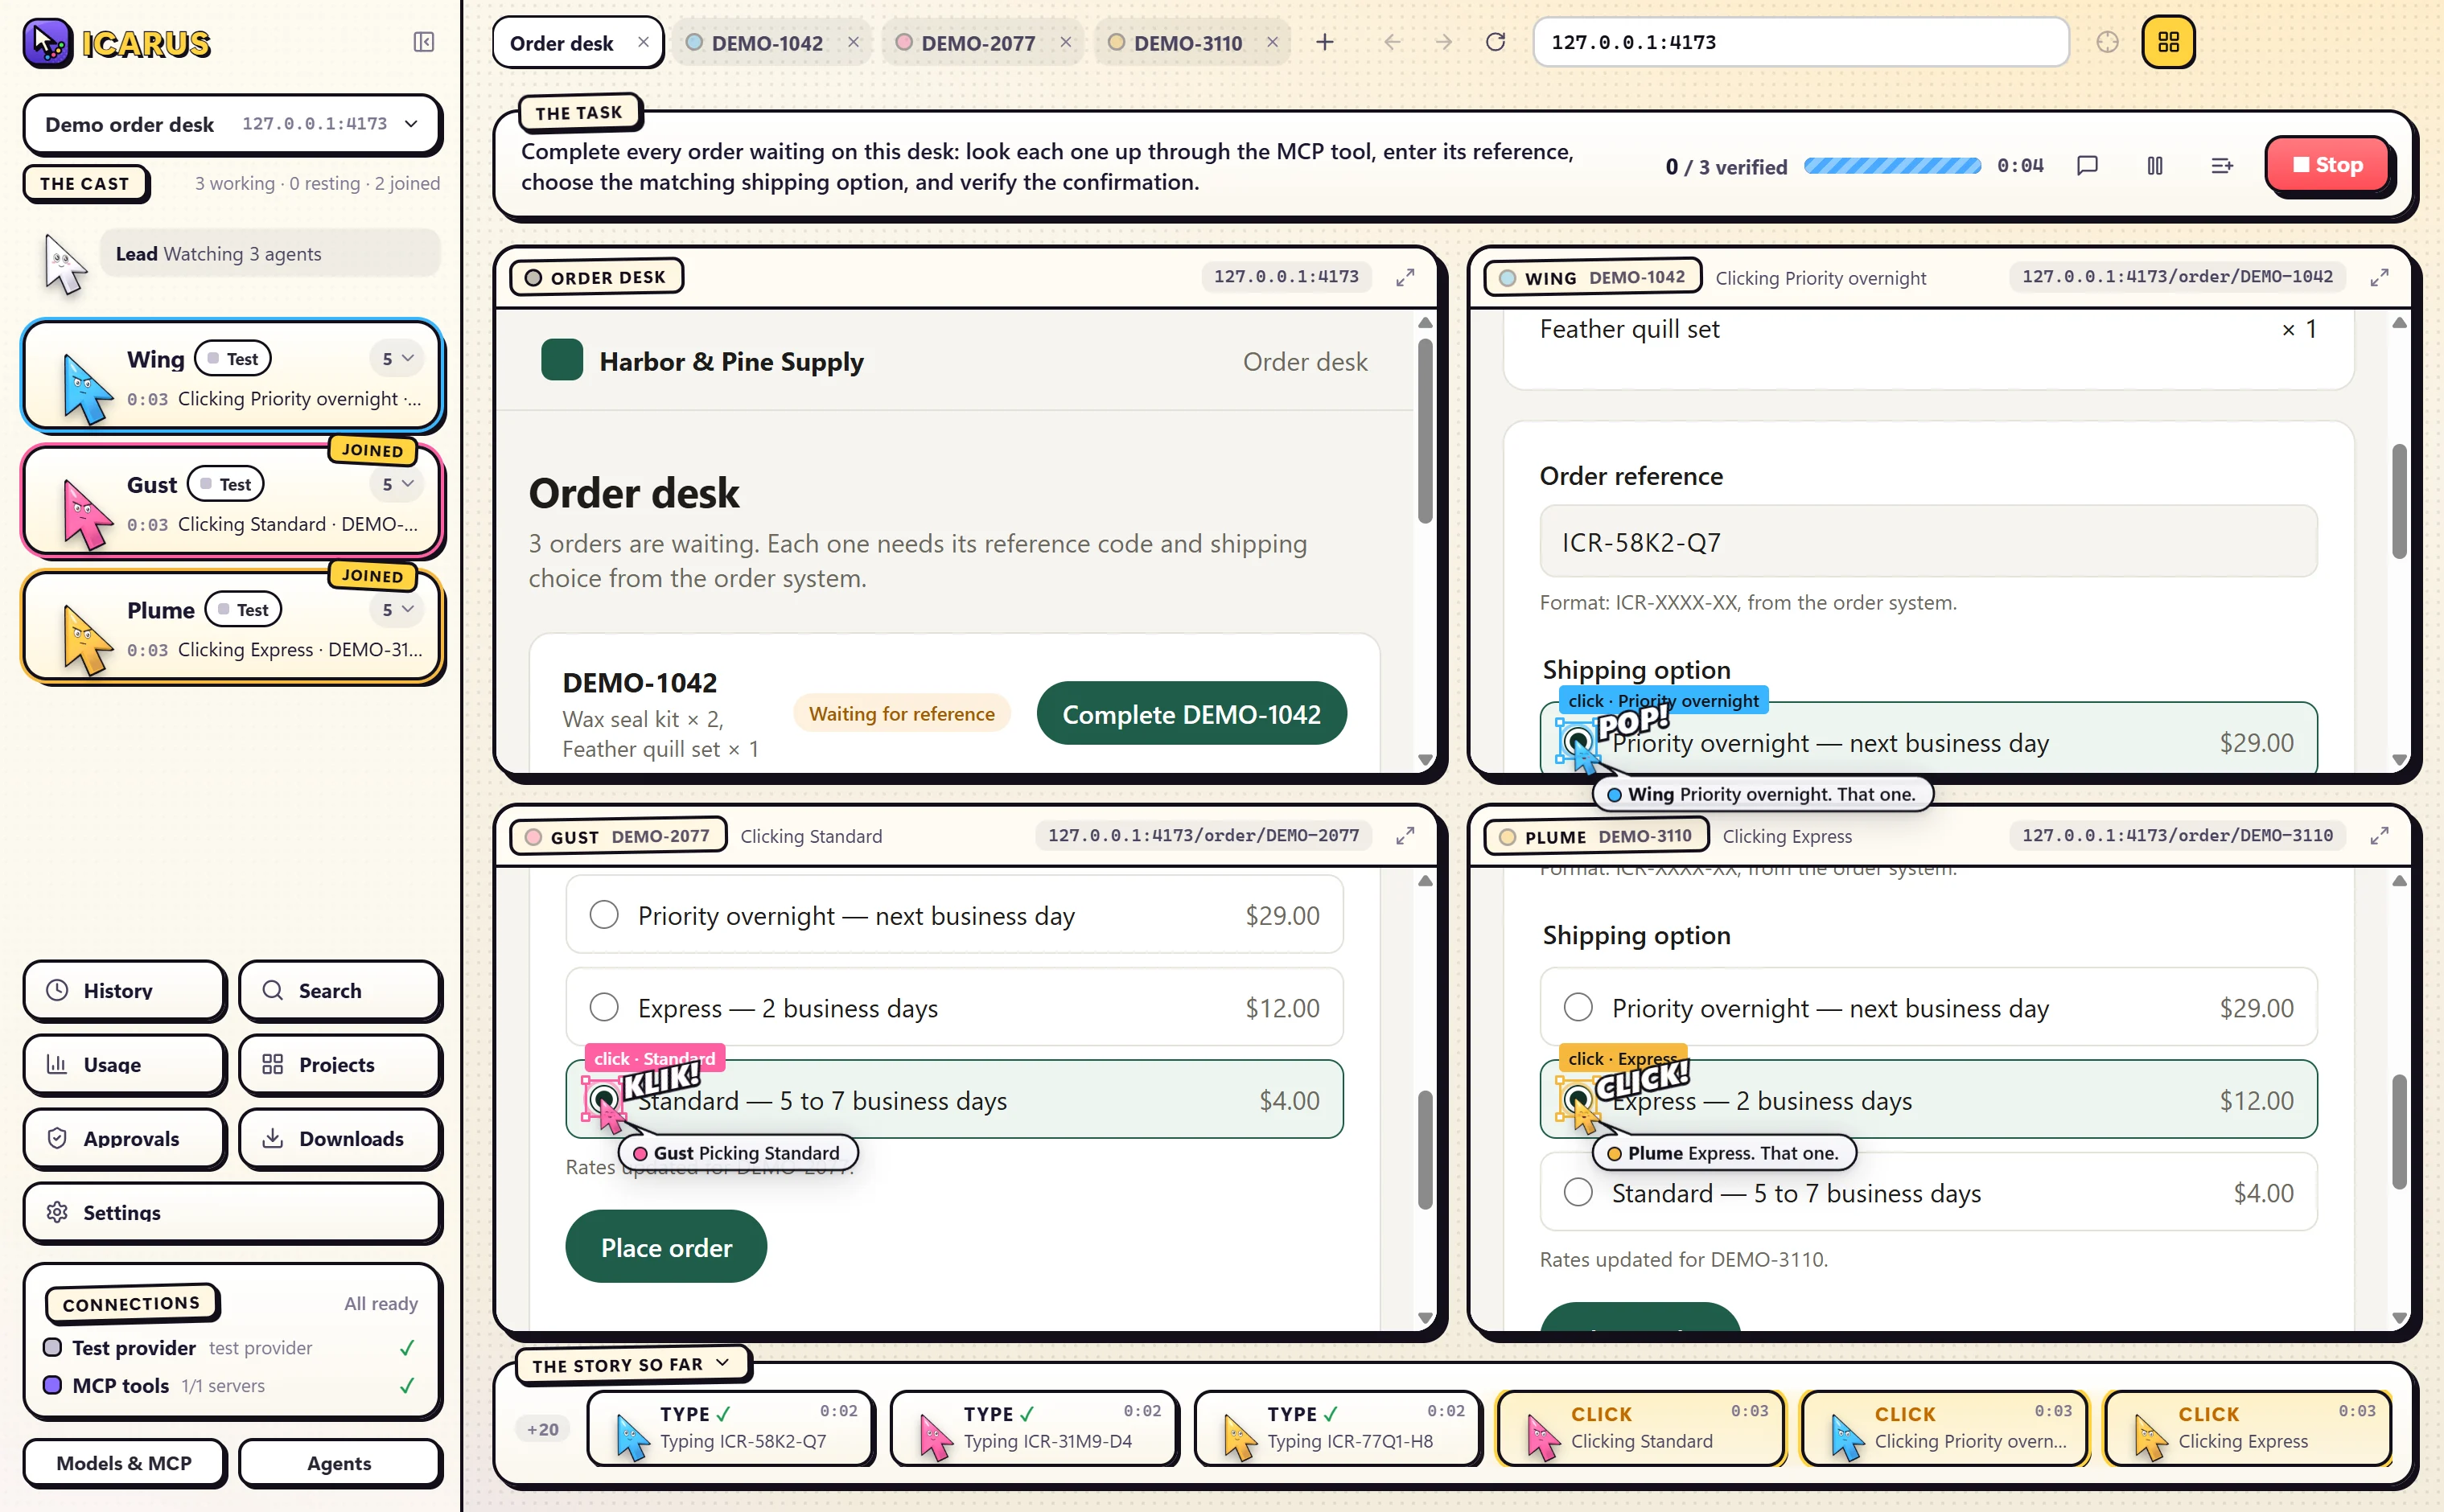 ICARUS
Demo order desk 127.0.0.1:4173
THE CAST 3 working · 0 resting · 2 joined
Lead Watching 3 agents
Wing Test 5
0:03 Clicking Priority overnight ·...
JOINED
Gust Test 5
0:03 Clicking Standard · DEMO-...
JOINED
Plume Test 5
0:03 Clicking Express · DEMO-31...
History
Search
Usage
Projects
Approvals
Downloads
Settings
CONNECTIONS All ready
Test provider test provider ✓
MCP tools 1/1 servers ✓
Models & MCP
Agents
Order desk ×
DEMO-1042 ×
DEMO-2077 ×
DEMO-3110 ×
127.0.0.1:4173
THE TASK
Complete every order waiting on this desk: look each one up through the MCP tool, enter its reference,
choose the matching shipping option, and verify the confirmation.
0 / 3 verified 0:04
Stop
ORDER DESK 127.0.0.1:4173
Harbor & Pine Supply Order desk
Order desk
3 orders are waiting. Each one needs its reference code and shipping
choice from the order system.
DEMO-1042
Wax seal kit × 2,
Feather quill set × 1
Waiting for reference
Complete DEMO-1042
WING DEMO-1042 Clicking Priority overnight 127.0.0.1:4173/order/DEMO-1042
Feather quill set × 1
Order reference
ICR-58K2-Q7
Format: ICR-XXXX-XX, from the order system.
Shipping option
click · Priority overnight
POP!
Priority overnight — next business day $29.00
Wing Priority overnight. That one.
GUST DEMO-2077 Clicking Standard 127.0.0.1:4173/order/DEMO-2077
Priority overnight — next business day $29.00
Express — 2 business days $12.00
click · Standard
KLIK!
Standard — 5 to 7 business days $4.00
Gust Picking Standard
Rates updated for DEMO-2077.
Place order
PLUME DEMO-3110 Clicking Express 127.0.0.1:4173/order/DEMO-3110
Format: ICR-XXXX-XX, from the order system.
Shipping option
Priority overnight — next business day $29.00
click · Express
CLICK!
Express — 2 business days $12.00
Plume Express. That one.
Standard — 5 to 7 business days $4.00
Rates updated for DEMO-3110.
THE STORY SO FAR
+20
TYPE ✓ 0:02
Typing ICR-58K2-Q7
TYPE ✓ 0:02
Typing ICR-31M9-D4
TYPE ✓ 0:02
Typing ICR-77Q1-H8
CLICK 0:03
Clicking Standard
CLICK 0:03
Clicking Priority overn...
CLICK 0:03
Clicking Express